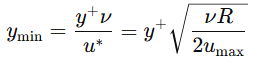 y_min = y⁺ν / u* = y⁺ √(νR / 2u_max)